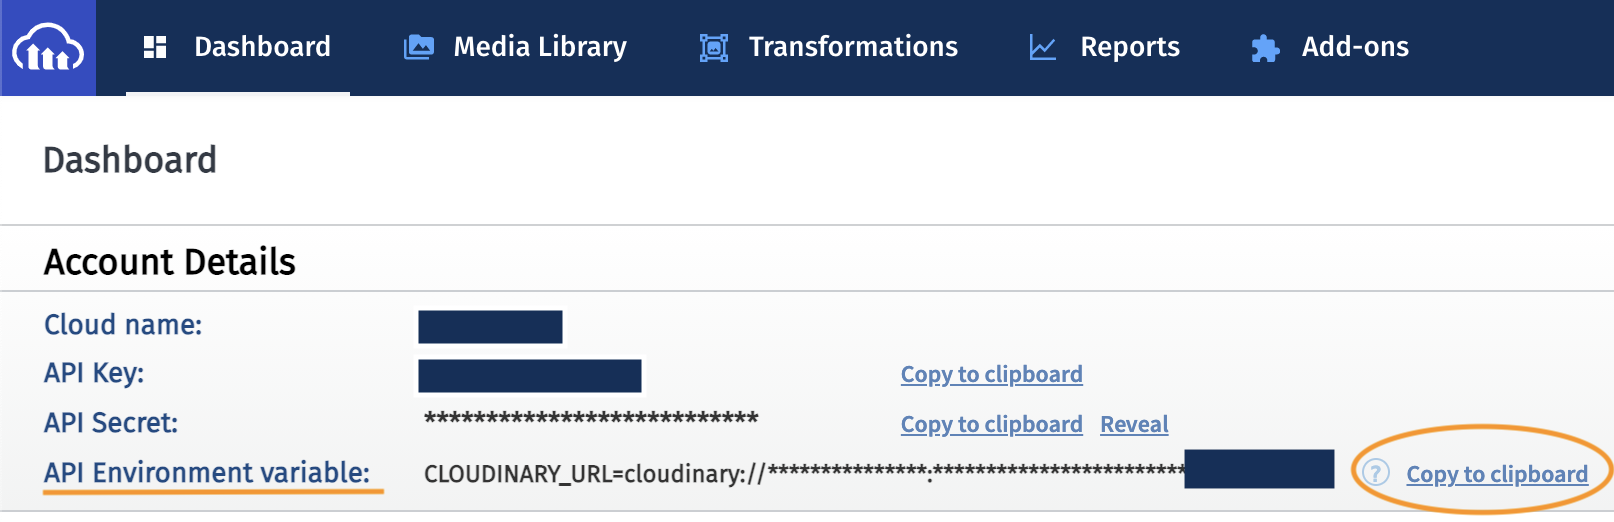 Dashboard Media Library Transformations Reports Add-ons
Dashboard
Account Details
Cloud name:
API Key: Copy to clipboard
API Secret: *************************** Copy to clipboard Reveal
API Environment variable: CLOUDINARY_URL=cloudinary://***************:************************ ? Copy to clipboard